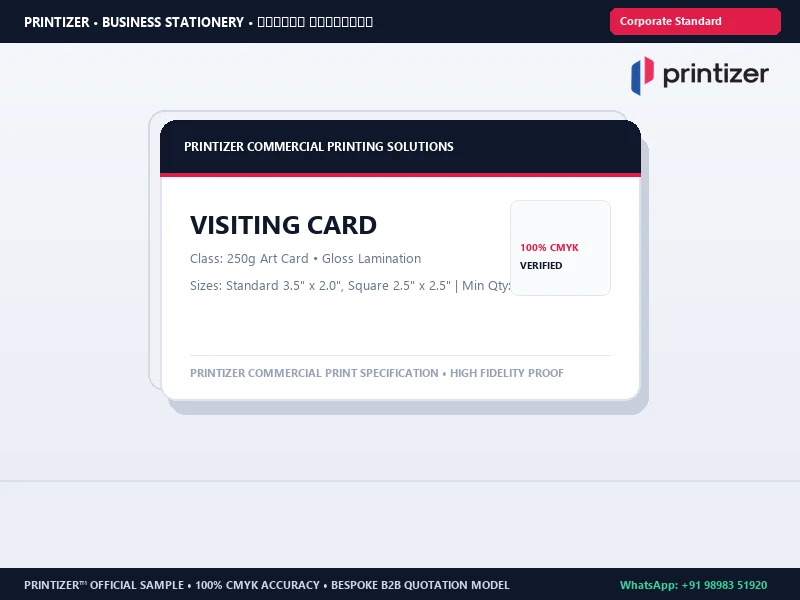 PRINTIZER • BUSINESS STATIONERY •
Corporate Standard
printizer
PRINTIZER COMMERCIAL PRINTING SOLUTIONS
VISITING CARD
Class: 250g Art Card • Gloss Lamination
Sizes: Standard 3.5" x 2.0", Square 2.5" x 2.5" | Min Qty:
100% CMYK
VERIFIED
PRINTIZER COMMERCIAL PRINT SPECIFICATION • HIGH FIDELITY PROOF
PRINTIZER™ OFFICIAL SAMPLE • 100% CMYK ACCURACY • BESPOKE B2B QUOTATION MODEL
WhatsApp: +91 98983 51920